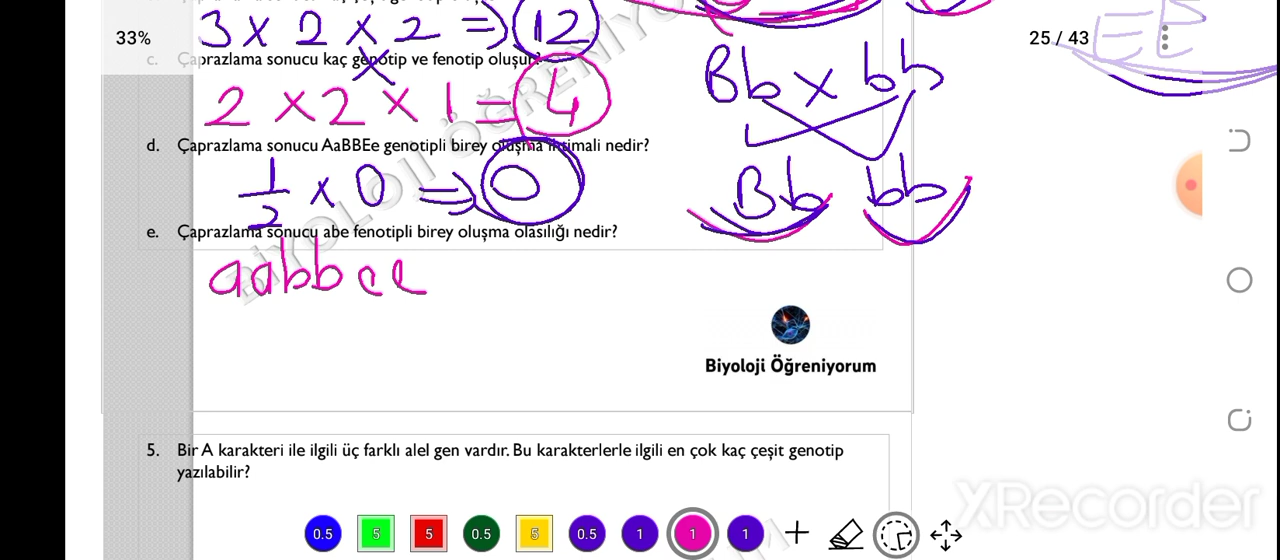 3 x 2 x 2 => 12
33%
25 / 43
c. Çaprazlama sonucu kaç genotip ve fenotip oluşur?
Bb x bb
2 x 2 x 1 = 4
d. Çaprazlama sonucu AaBBEe genotipli birey oluşma ihtimali nedir?
1/2 x 0 => 0
Bb bb
e. Çaprazlama sonucu abe fenotipli birey oluşma olasılığı nedir?
aabbee
BİYOLOJİ ÖĞRENİYORUM
Biyoloji Öğreniyorum
5. Bir A karakteri ile ilgili üç farklı alel gen vardır. Bu karakterlerle ilgili en çok kaç çeşit genotip
yazılabilir?
XRecorder
0.5 5 5 0.5 5 0.5 1 1 1